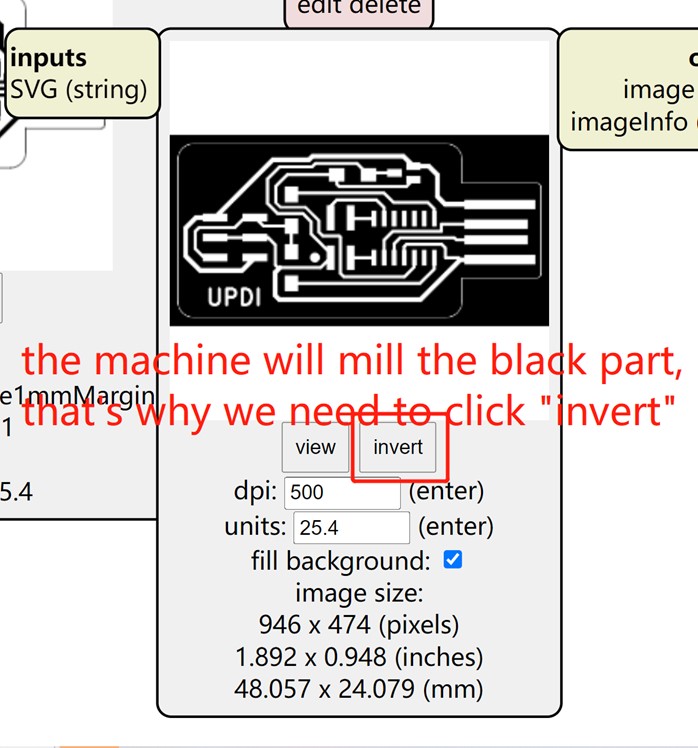 edit delete
inputs
SVG (string)
image
imageInfo
UPDI
the machine will mill the black part,
that's why we need to click "invert"
e1mmMargin
1
view invert
dpi: 500 (enter)
5.4
units: 25.4 (enter)
fill background:
image size:
946 x 474 (pixels)
1.892 x 0.948 (inches)
48.057 x 24.079 (mm)